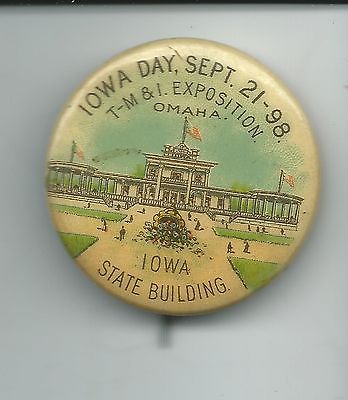 IOWA DAY, SEPT. 21-98
T-M & I. EXPOSITION.
OMAHA.
IOWA
STATE BUILDING.